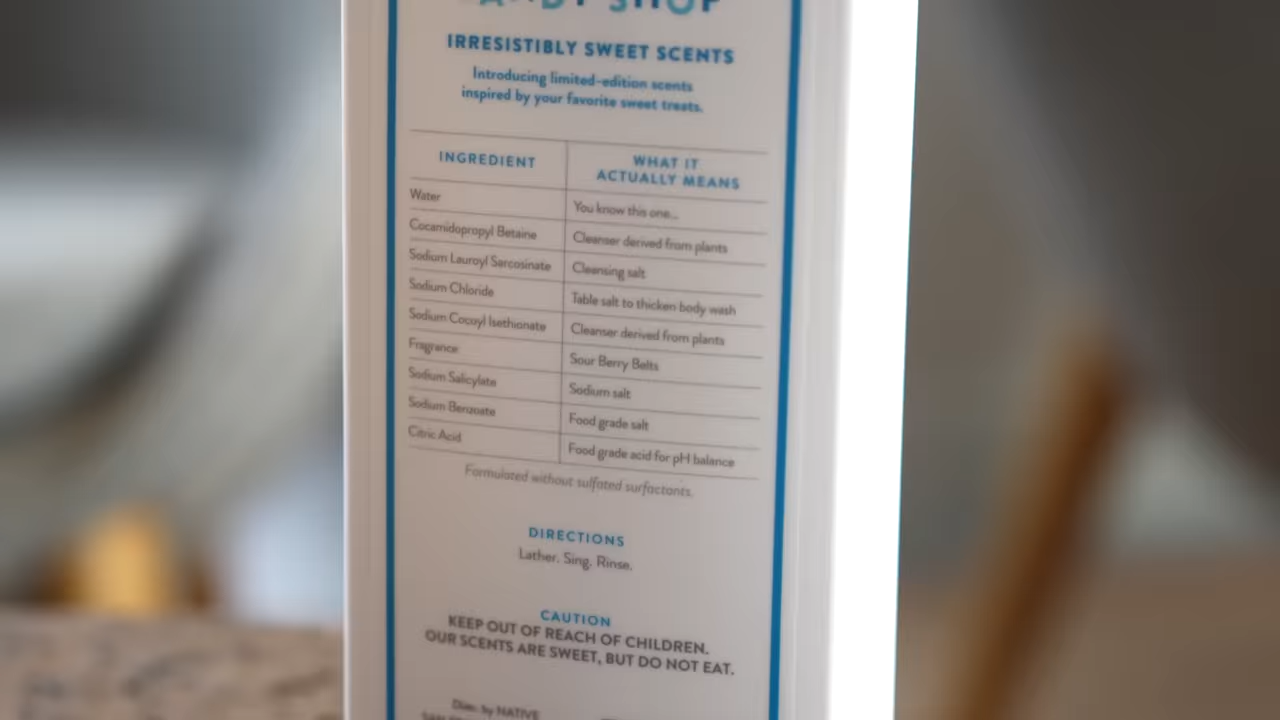 IRRESISTIBLY SWEET SCENTS
Introducing limited-edition scents
inspired by your favorite sweet treats.
INGREDIENT
WHAT IT
ACTUALLY MEANS
Water
You know this one...
Cocamidopropyl Betaine
Cleanser derived from plants
Sodium Lauroyl Sarcosinate
Cleansing salt
Sodium Chloride
Table salt to thicken body wash
Sodium Cocoyl Isethionate
Cleanser derived from plants
Fragrance
Sour Berry Belts
Sodium Salicylate
Sodium salt
Sodium Benzoate
Food grade salt
Citric Acid
Food grade acid for pH balance
Formulated without sulfated surfactants.
DIRECTIONS
Lather. Sing. Rinse.
CAUTION
KEEP OUT OF REACH OF CHILDREN.
OUR SCENTS ARE SWEET, BUT DO NOT EAT.
Dist. by NATIVE